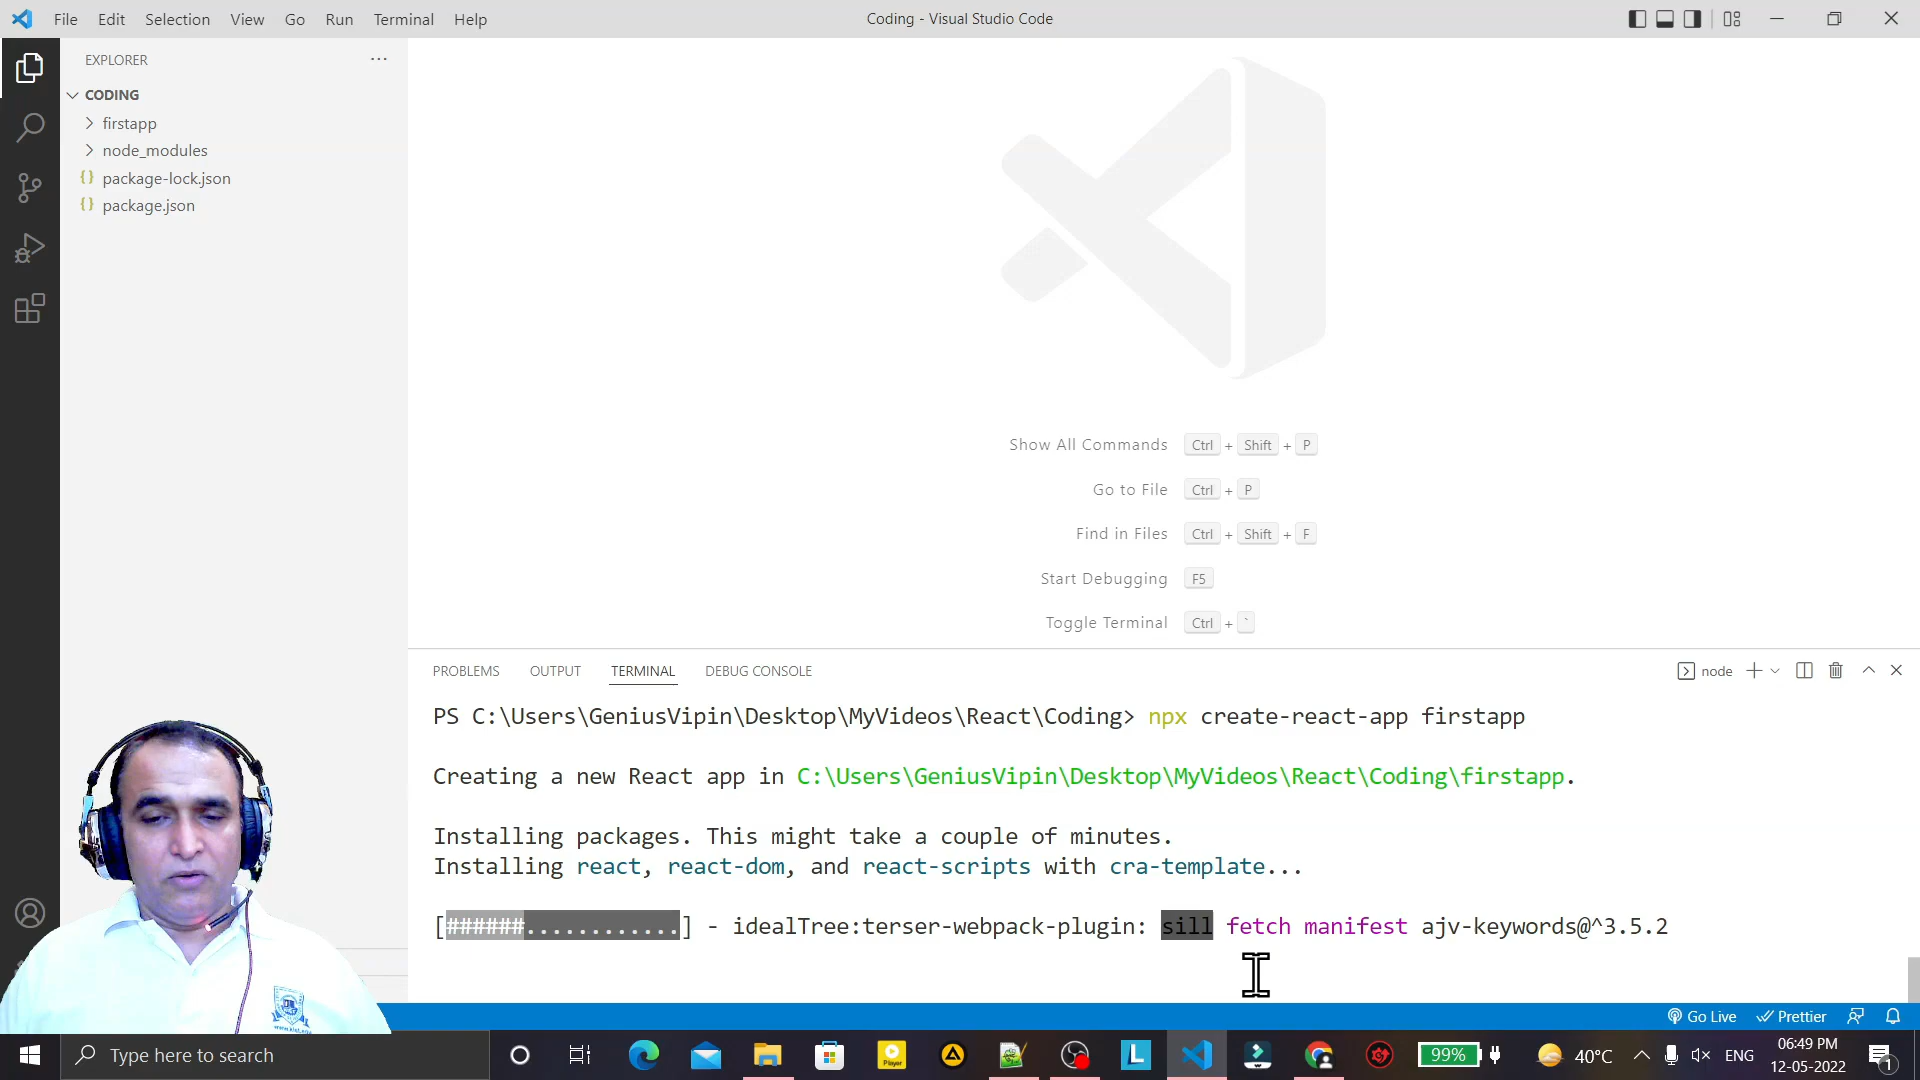 File Edit Selection View Go Run Terminal Help
Coding - Visual Studio Code
EXPLORER
CODING
firstapp
node_modules
{} package-lock.json
{} package.json
Show All Commands Ctrl + Shift + P
Go to File Ctrl + P
Find in Files Ctrl + Shift + F
Start Debugging F5
Toggle Terminal Ctrl + `
PROBLEMS OUTPUT TERMINAL DEBUG CONSOLE
node
PS C:\Users\GeniusVipin\Desktop\MyVideos\React\Coding> npx create-react-app firstapp
Creating a new React app in C:\Users\GeniusVipin\Desktop\MyVideos\React\Coding\firstapp.
Installing packages. This might take a couple of minutes.
Installing react, react-dom, and react-scripts with cra-template...
[######............] - idealTree:terser-webpack-plugin: sill fetch manifest ajv-keywords@^3.5.2
Go Live Prettier
Type here to search
Player
L
99%
40°C
ENG
06:49 PM
12-05-2022
1